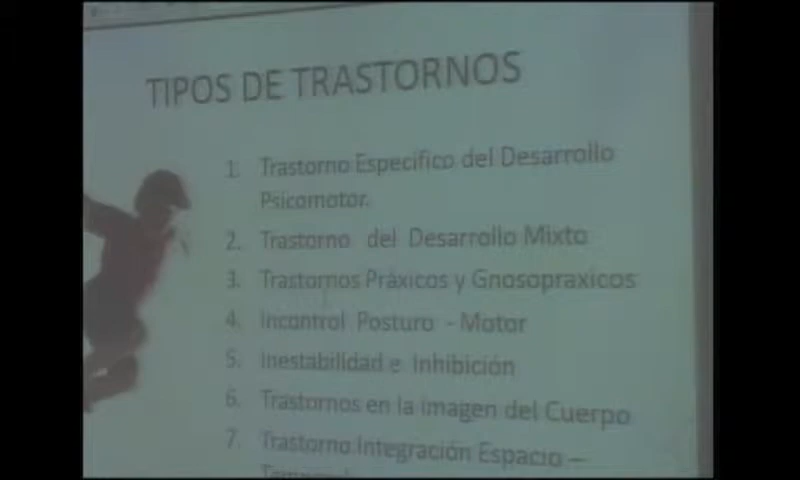 TIPOS DE TRASTORNOS
1. Trastorno Específico del Desarrollo
Psicomotor.
2. Trastorno del Desarrollo Mixto
3. Trastornos Práxicos y Gnosopraxicos
4. Incontrol Posturo - Motor
5. Inestabilidad e Inhibición
6. Trastornos en la Imagen del Cuerpo
7. Trastorno Integración Espacio –